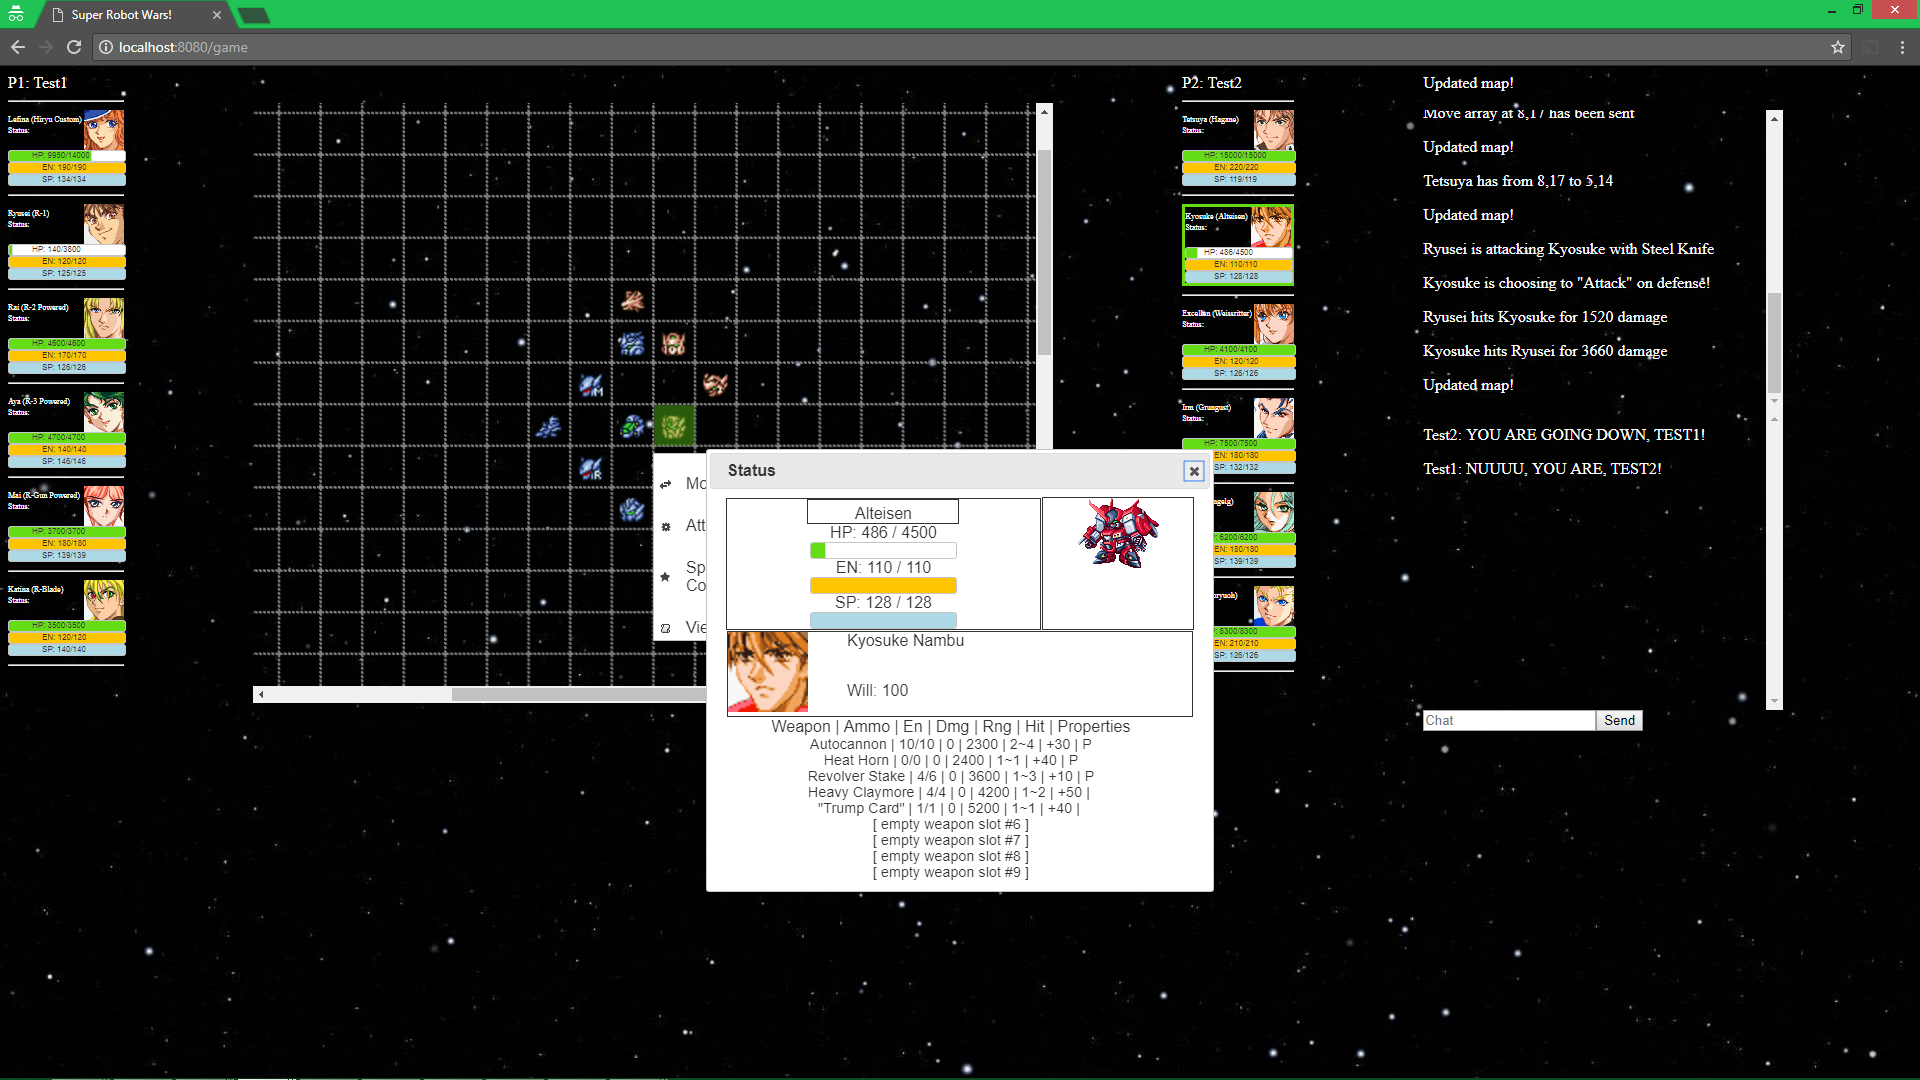 Super Robot Wars!
localhost:8080/game
P1: Test1
Lefina (Hiryu Custom)
Status:
HP: 9950/14000
EN: 190/190
SP: 134/134
Ryusei (R-1)
Status:
HP: 140/3800
EN: 120/120
SP: 125/125
Rai (R-2 Powered)
Status:
HP: 4600/4600
EN: 170/170
SP: 126/126
Aya (R-3 Powered)
Status:
HP: 4700/4700
EN: 140/140
SP: 146/146
Mai (R-Gun Powered)
Status:
HP: 3700/3700
EN: 180/180
SP: 139/139
Katina (R-Blade)
Status:
HP: 3500/3500
EN: 120/120
SP: 140/140
Mo
Att
Sp
Co
Vie
Status
Alteisen
HP: 486 / 4500
EN: 110 / 110
SP: 128 / 128
Kyosuke Nambu
Will: 100
Weapon | Ammo | En | Dmg | Rng | Hit | Properties
Autocannon | 10/10 | 0 | 2300 | 2~4 | +30 | P
Heat Horn | 0/0 | 0 | 2400 | 1~1 | +40 | P
Revolver Stake | 4/6 | 0 | 3600 | 1~3 | +10 | P
Heavy Claymore | 4/4 | 0 | 4200 | 1~2 | +50 |
"Trump Card" | 1/1 | 0 | 5200 | 1~1 | +40 |
[ empty weapon slot #6 ]
[ empty weapon slot #7 ]
[ empty weapon slot #8 ]
[ empty weapon slot #9 ]
P2: Test2
Tetsuya (Hagane)
Status:
HP: 15000/15000
EN: 220/220
SP: 119/119
Kyosuke (Alteisen)
Status:
HP: 486/4500
EN: 110/110
SP: 128/128
Excellen (Weissritter)
Status:
HP: 4100/4100
EN: 120/120
SP: 126/126
Irm (Grungust)
Status:
HP: 7500/7500
EN: 180/180
SP: 132/132
ngelg)
6200/6200
EN: 180/180
SP: 139/139
ryuoh)
8300/8300
EN: 210/210
SP: 126/126
Updated map!
Move array at 8,17 has been sent
Updated map!
Tetsuya has from 8,17 to 5,14
Updated map!
Ryusei is attacking Kyosuke with Steel Knife
Kyosuke is choosing to "Attack" on defense!
Ryusei hits Kyosuke for 1520 damage
Kyosuke hits Ryusei for 3660 damage
Updated map!
Test2: YOU ARE GOING DOWN, TEST1!
Test1: NUUUU, YOU ARE, TEST2!
Chat
Send